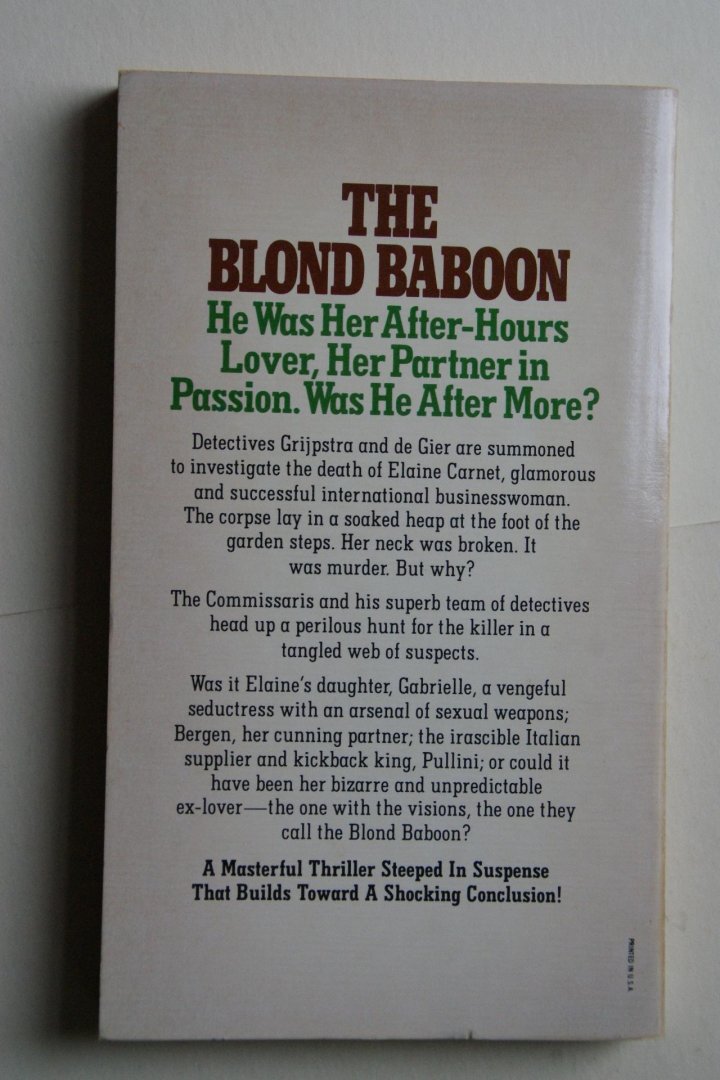 THE
BLOND BABOON
He Was Her After-Hours
Lover, Her Partner in
Passion. Was He After More?
Detectives Grijpstra and de Gier are summoned
to investigate the death of Elaine Carnet, glamorous
and successful international businesswoman.
The corpse lay in a soaked heap at the foot of the
garden steps. Her neck was broken. It
was murder. But why?
The Commissaris and his superb team of detectives
head up a perilous hunt for the killer in a
tangled web of suspects.
Was it Elaine's daughter, Gabrielle, a vengeful
seductress with an arsenal of sexual weapons;
Bergen, her cunning partner; the irascible Italian
supplier and kickback king, Pullini; or could it
have been her bizarre and unpredictable
ex-lover—the one with the visions, the one they
call the Blond Baboon?
A Masterful Thriller Steeped In Suspense
That Builds Toward A Shocking Conclusion!
PRINTED IN U.S.A.